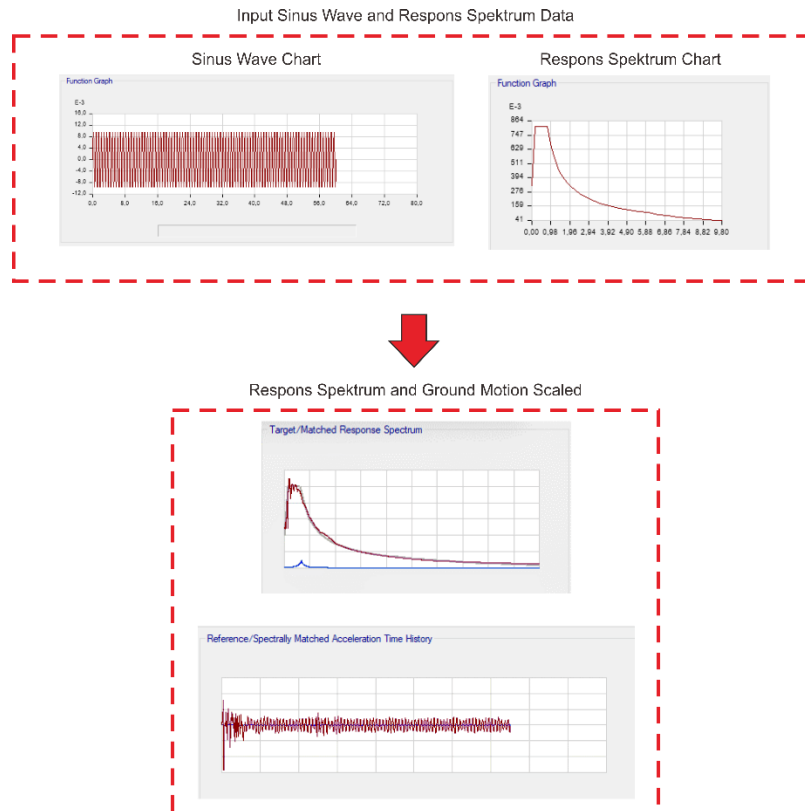 Input Sinus Wave and Respons Spektrum Data
Sinus Wave Chart
Respons Spektrum Chart
Function Graph
E-3
16.0
12.0
8.0
4.0
0.0
-4.0
-8.0
-12.0
0,0 8,0 16,0 24,0 32,0 40,0 48,0 56,0 64,0 72,0 80,0
Function Graph
E-3
864
747
629
511
394
276
159
41
0,00 0,98 1,96 2,94 3,92 4,90 5,88 6,86 7,84 8,82 9,80
Respons Spektrum and Ground Motion Scaled
Target/Matched Response Spectrum
Reference/Spectrally Matched Acceleration Time History